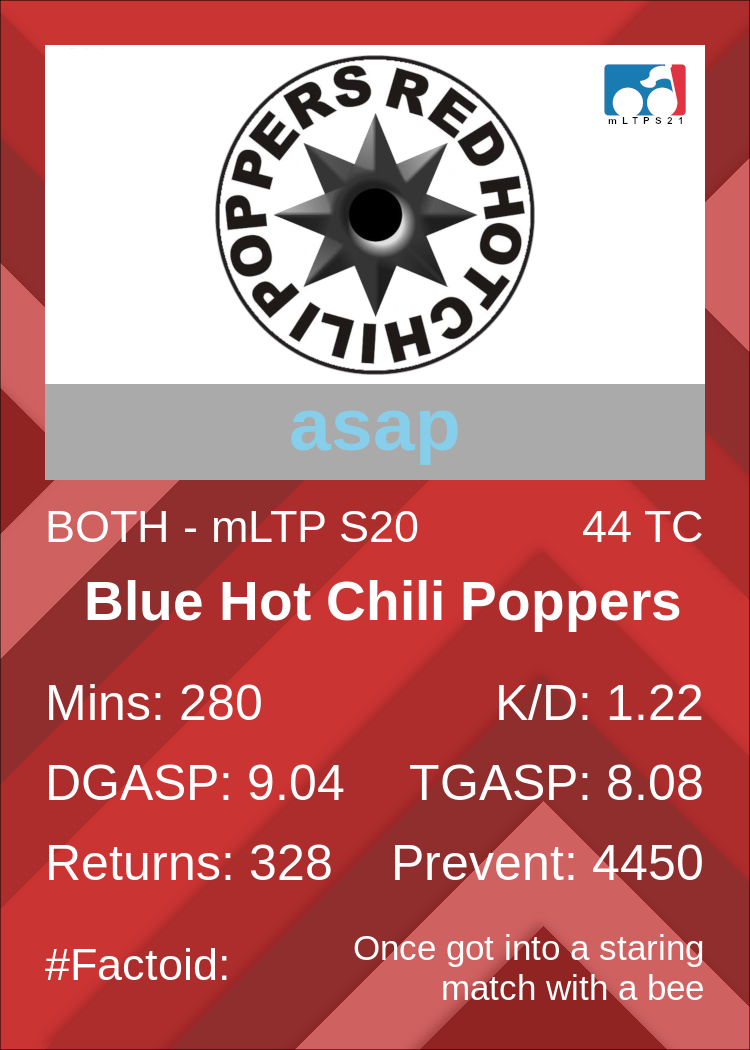 RED HOT CHILI POPPERS
mLTPS21
asap
BOTH - mLTP S20 44 TC
Blue Hot Chili Poppers
Mins: 280 K/D: 1.22
DGASP: 9.04 TGASP: 8.08
Returns: 328 Prevent: 4450
#Factoid: Once got into a staring
match with a bee